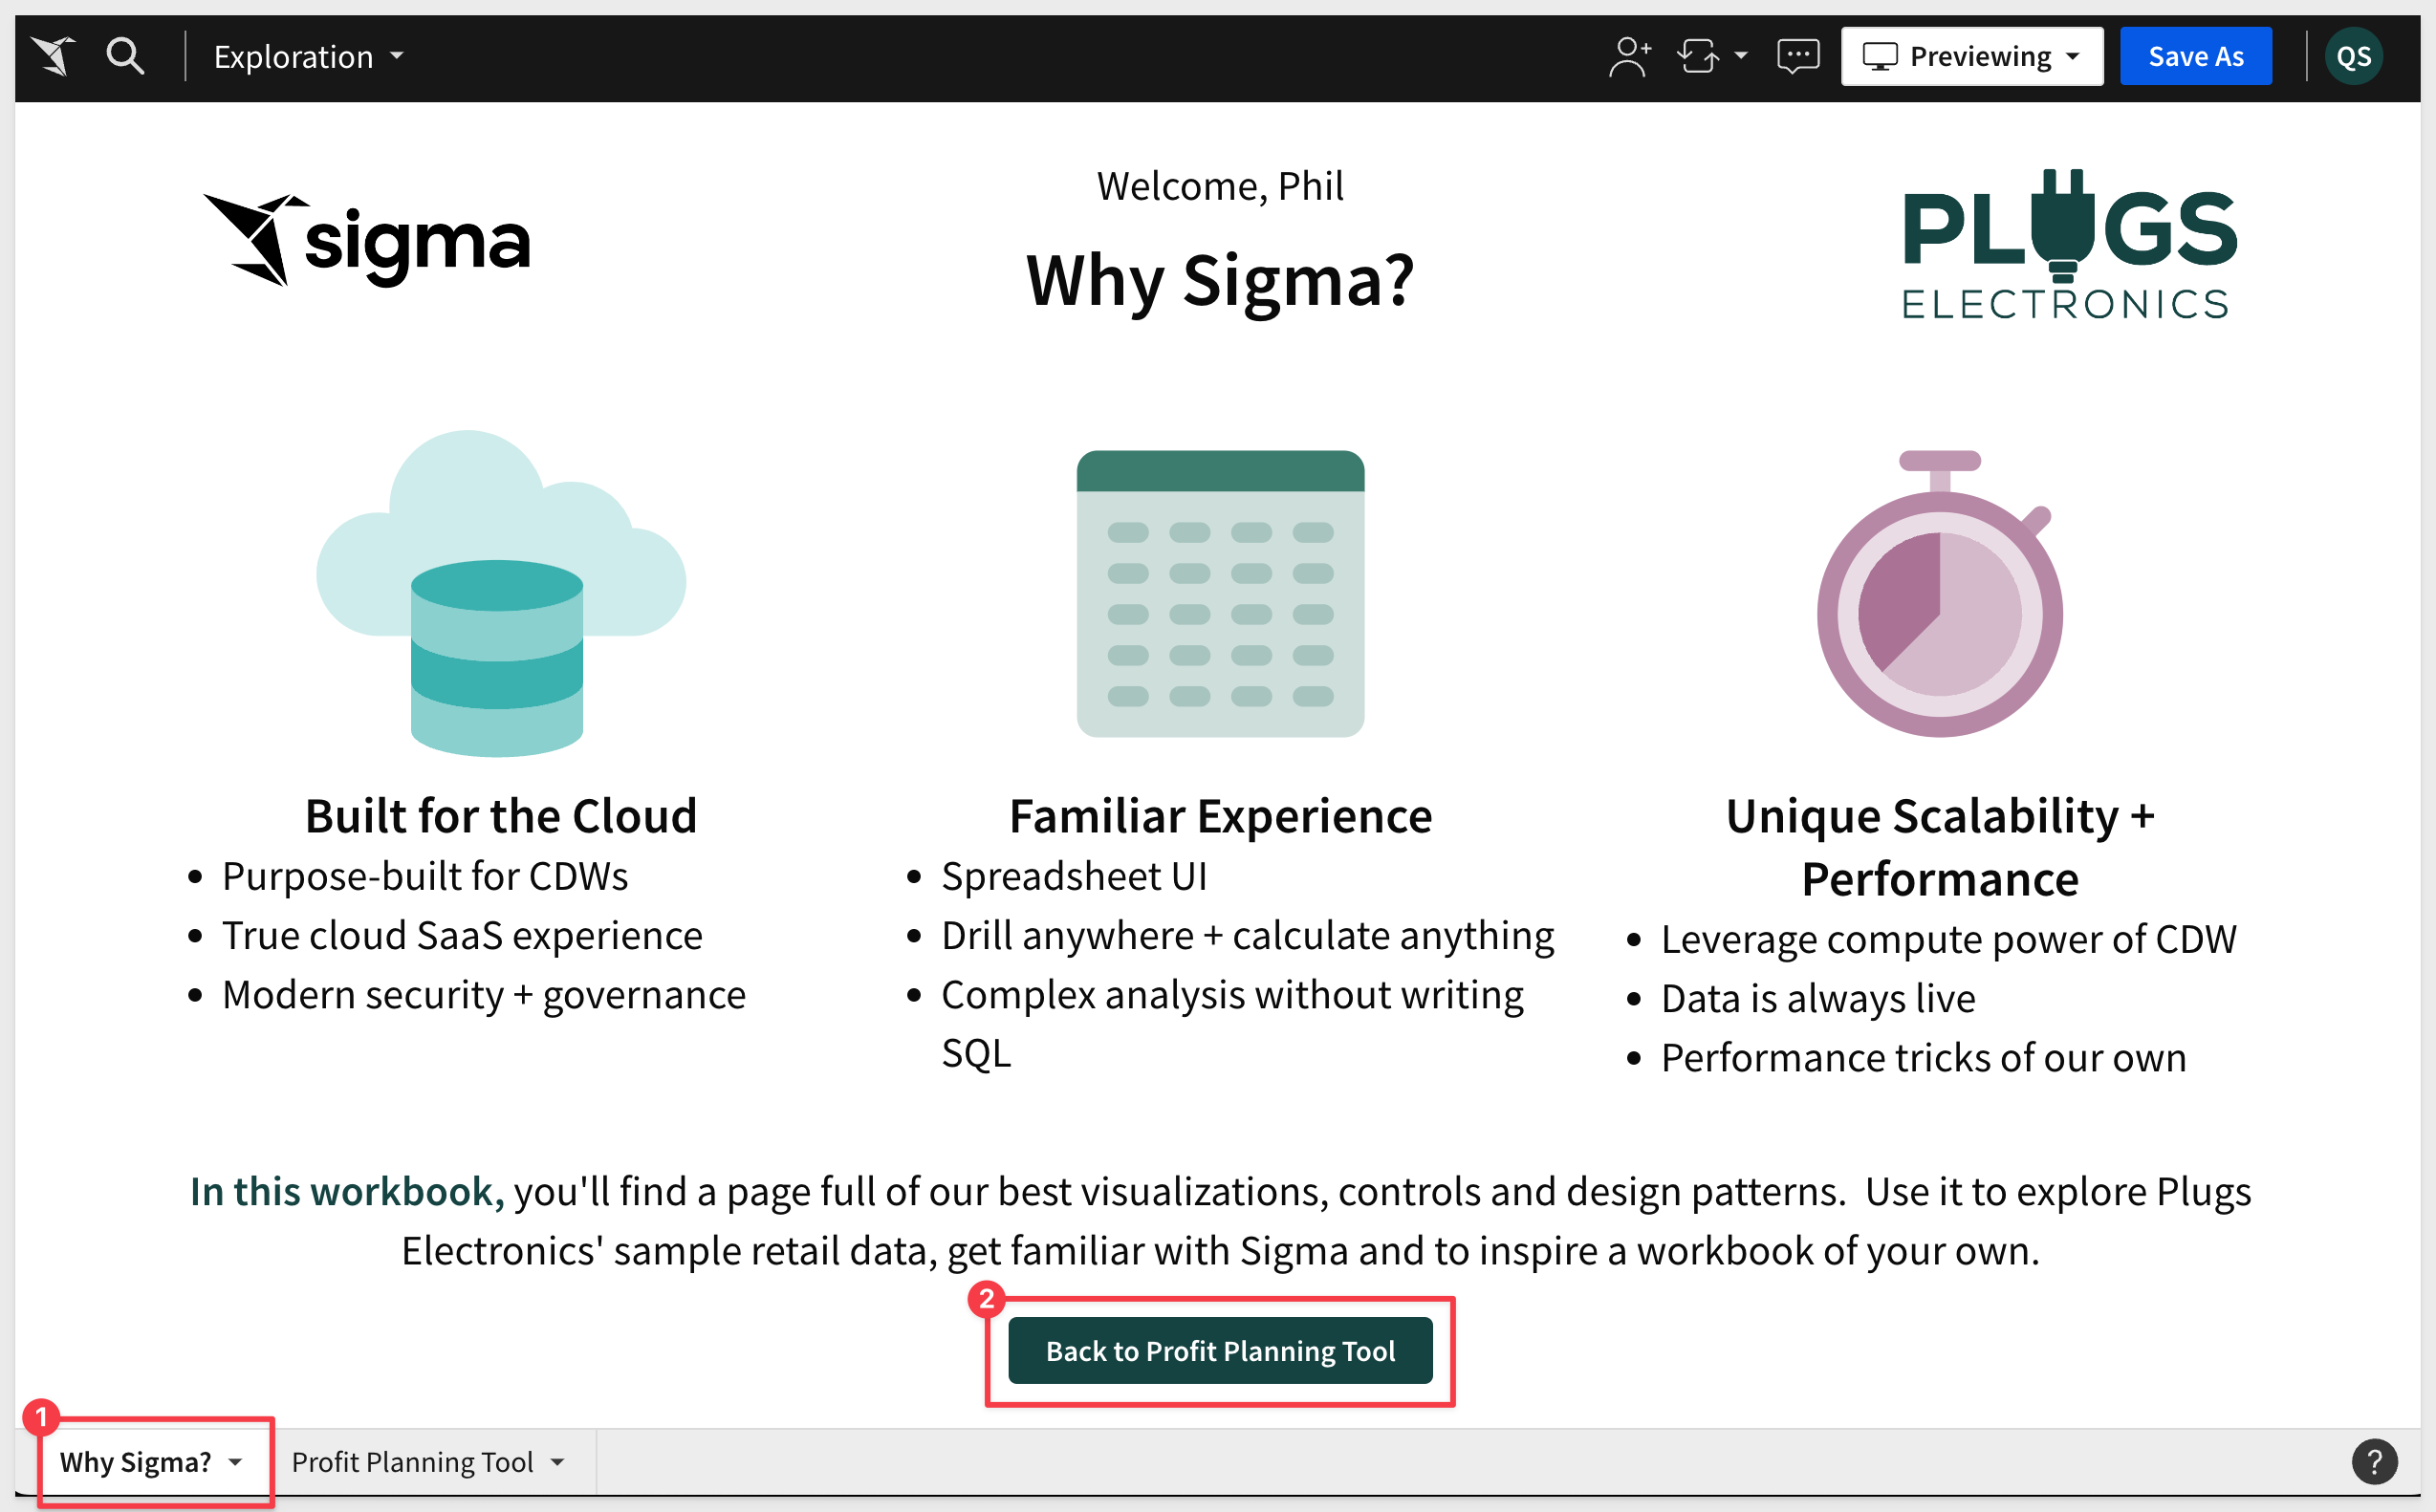 Exploration
Previewing
Save As
QS
sigma
Welcome, Phil
Why Sigma?
PLUGS
ELECTRONICS
Built for the Cloud
• Purpose-built for CDWs
• True cloud SaaS experience
• Modern security + governance
Familiar Experience
• Spreadsheet UI
• Drill anywhere + calculate anything
• Complex analysis without writing
SQL
Unique Scalability +
Performance
• Leverage compute power of CDW
• Data is always live
• Performance tricks of our own
In this workbook, you'll find a page full of our best visualizations, controls and design patterns.  Use it to explore Plugs
Electronics' sample retail data, get familiar with Sigma and to inspire a workbook of your own.
2
Back to Profit Planning Tool
1
Why Sigma?
Profit Planning Tool
?